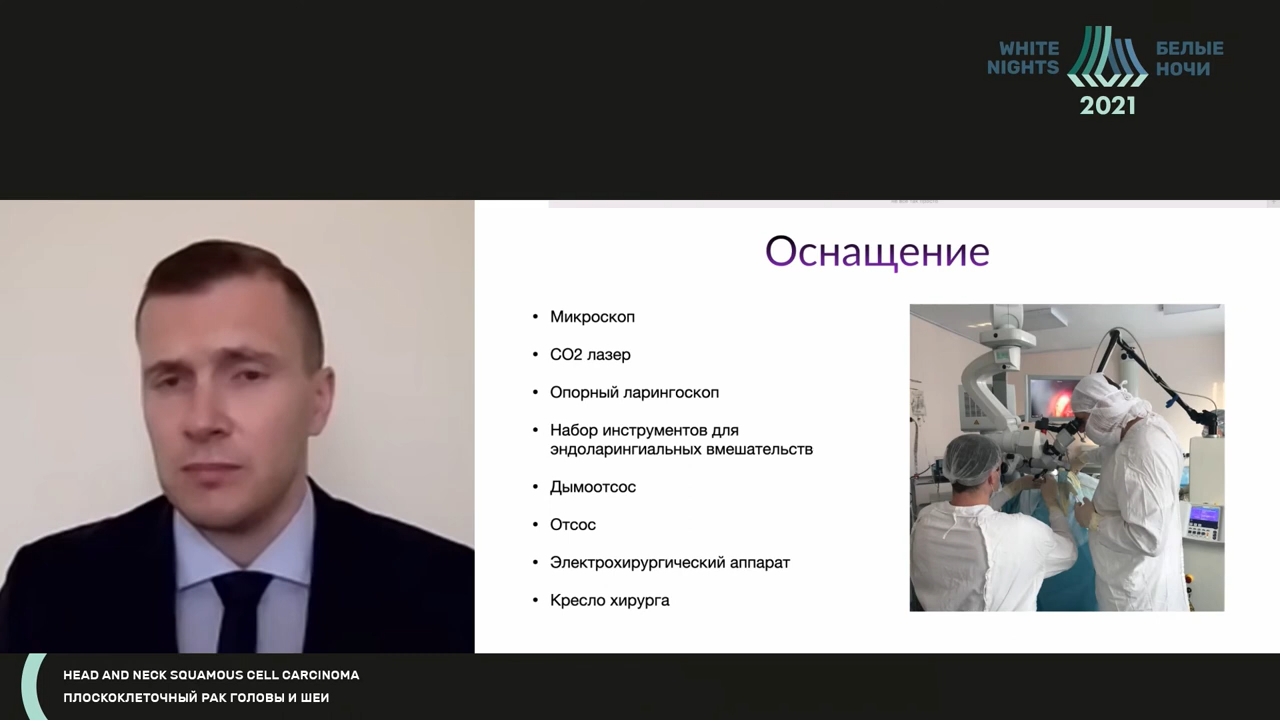 WHITE
NIGHTS
БЕЛЫЕ
НОЧИ
2021
Оснащение
• Микроскоп
• СО2 лазер
• Опорный ларингоскоп
• Набор инструментов для
эндоларингиальных вмешательств
• Дымоотсос
• Отсос
• Электрохирургический аппарат
• Кресло хирурга
HEAD AND NECK SQUAMOUS CELL CARCINOMA
ПЛОСКОКЛЕТОЧНЫЙ РАК ГОЛОВЫ И ШЕИ